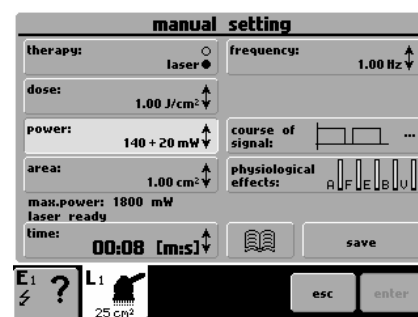 manual setting
therapy:
laser
frequency:
1.00 Hz
dose:
1.00 J/cm²
power:
140 + 20 mW
course of
signal:
...
area:
1.00 cm²
physiological
effects:
A F E B U
max.power: 1800 mW
laser ready
time:
00:08 [m:s]
save
E1
?
L1
25 cm²
esc
enter